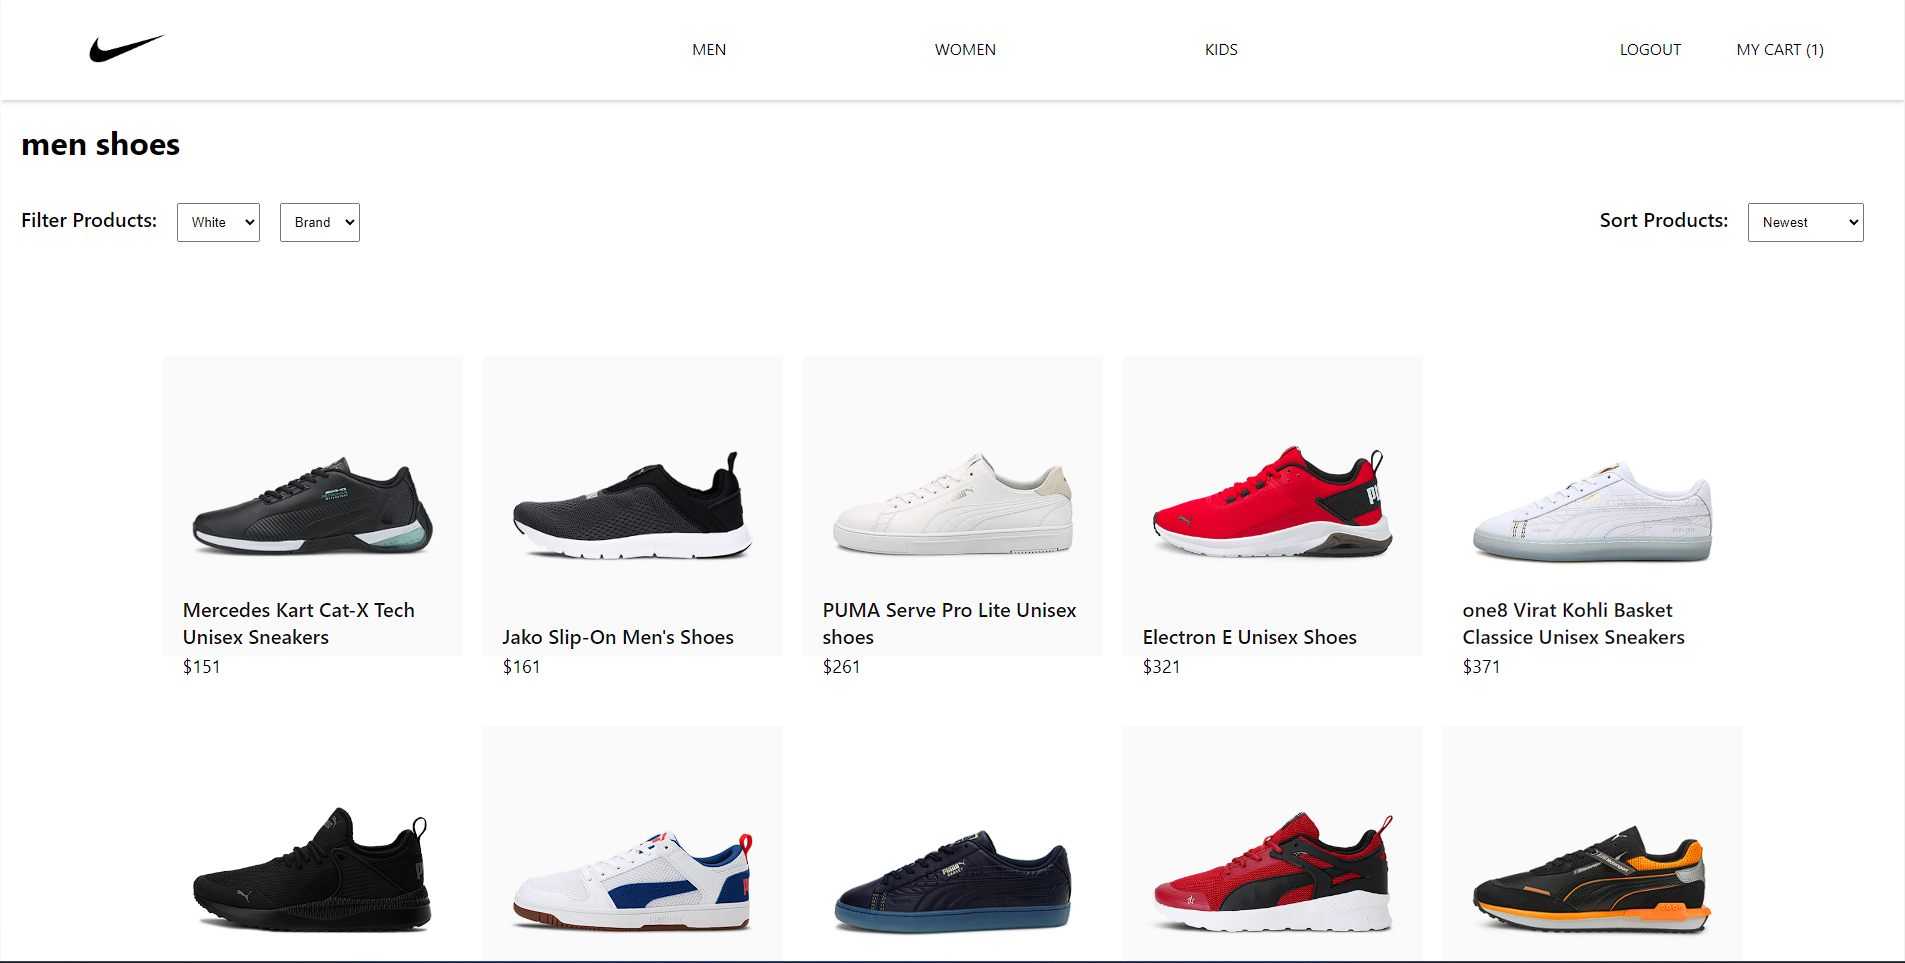 MEN WOMEN KIDS LOGOUT MY CART (1)
men shoes
Filter Products: White Brand Sort Products: Newest
Mercedes Kart Cat-X Tech
Unisex Sneakers
$151
Jako Slip-On Men's Shoes
$161
PUMA Serve Pro Lite Unisex
shoes
$261
Electron E Unisex Shoes
$321
one8 Virat Kohli Basket
Classice Unisex Sneakers
$371